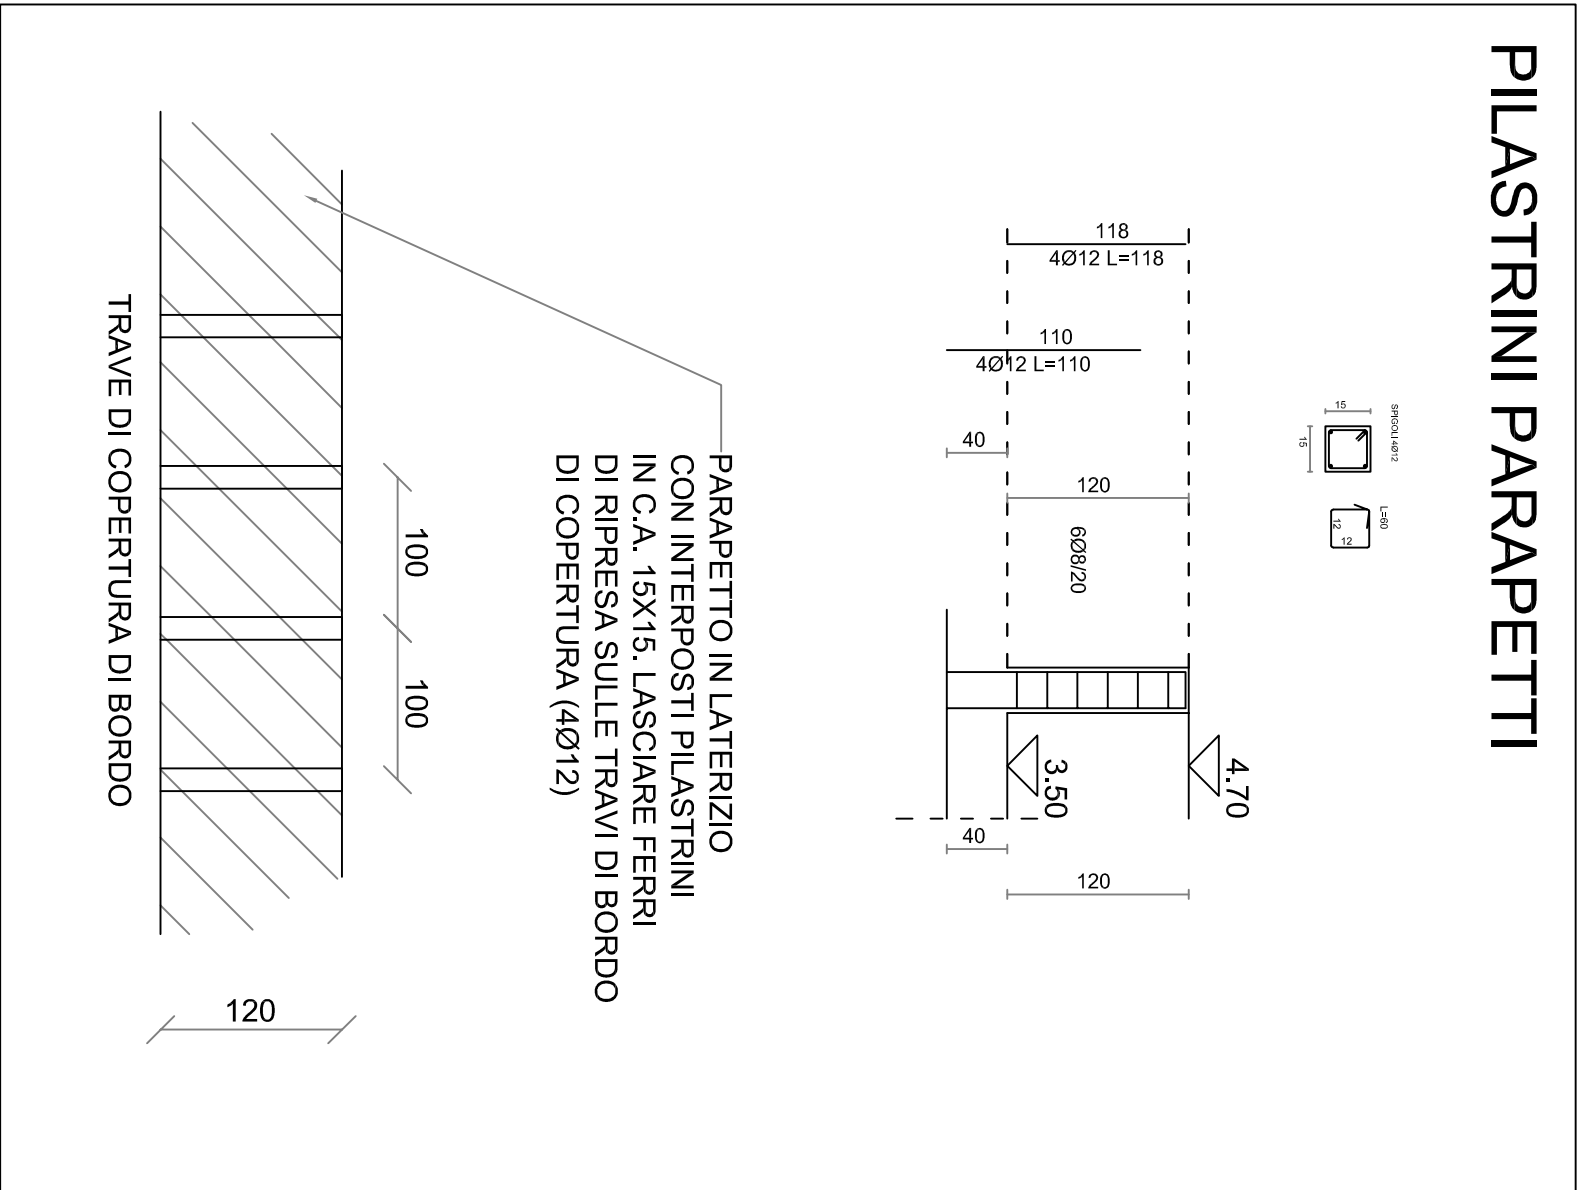 PILASTRINI PARAPETTI
SPIGOLI 4Ø12
15
15
L=60
12
12
4.70
3.50
118
4Ø12 L=118
110
4Ø12 L=110
40
120
6Ø8/20
40
120
PARAPETTO IN LATERIZIO
CON INTERPOSTI PILASTRINI
IN C.A. 15X15. LASCIARE FERRI
DI RIPRESA SULLE TRAVI DI BORDO
DI COPERTURA (4Ø12)
100
100
120
TRAVE DI COPERTURA DI BORDO